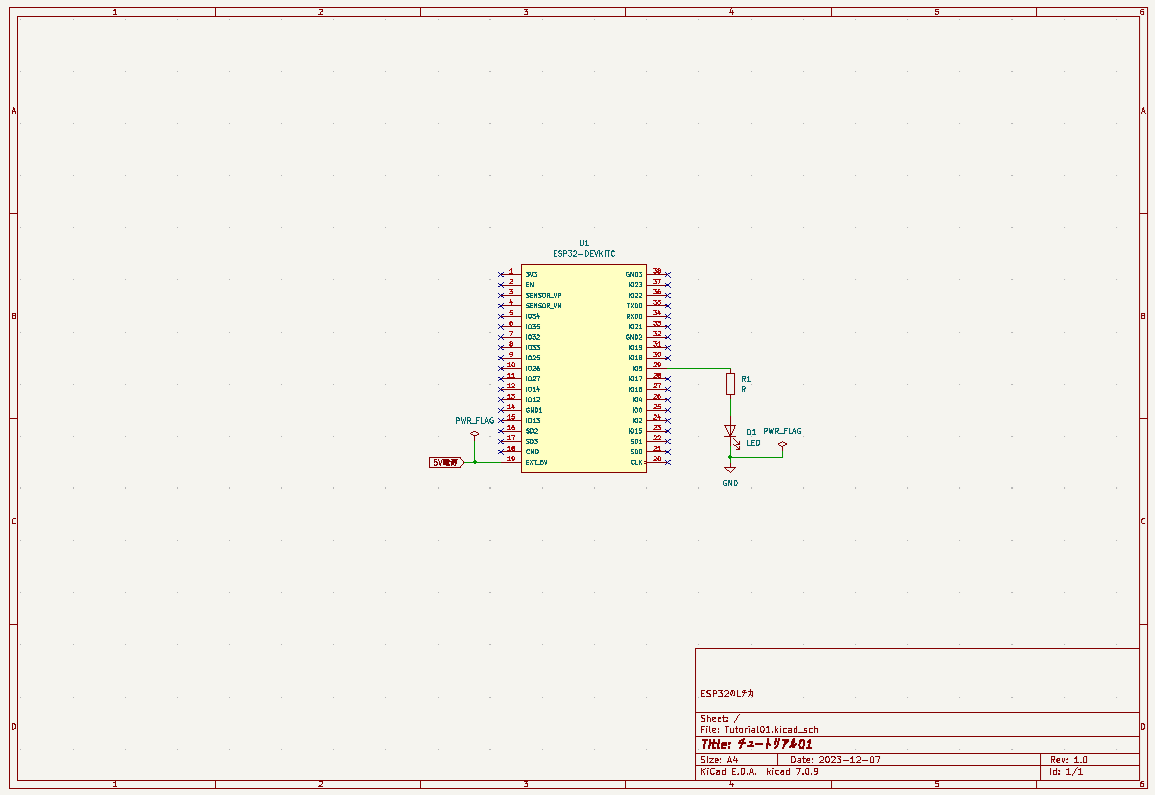 1 2 3 4 5 6
A A
U1
ESP32-DEVKITC
1 3V3 GND3 38
2 EN IO23 37
3 SENSOR_VP IO22 36
B 4 SENSOR_VN TXD0 35 B
5 IO34 RXD0 34
6 IO35 IO21 33
7 IO32 GND2 32
8 IO33 IO19 31
9 IO25 IO18 30
10 IO26 IO5 29
11 IO27 IO17 28 R1
12 IO14 IO16 27 R
13 IO12 IO4 26
14 GND1 IO0 25
PWR_FLAG 15 IO13 IO2 24
16 SD2 IO15 23 D1 PWR_FLAG
17 SD3 SD1 22 LED
18 CMD SD0 21
5V電源 19 EXT_5V CLK 20
GND
C C
ESP32のLチカ
Sheet: /
File: Tutorial01.kicad_sch
D D
Title: チュートリアル01
Size: A4 Date: 2023-12-07 Rev: 1.0
KiCad E.D.A. kicad 7.0.9 Id: 1/1
1 2 3 4 5 6